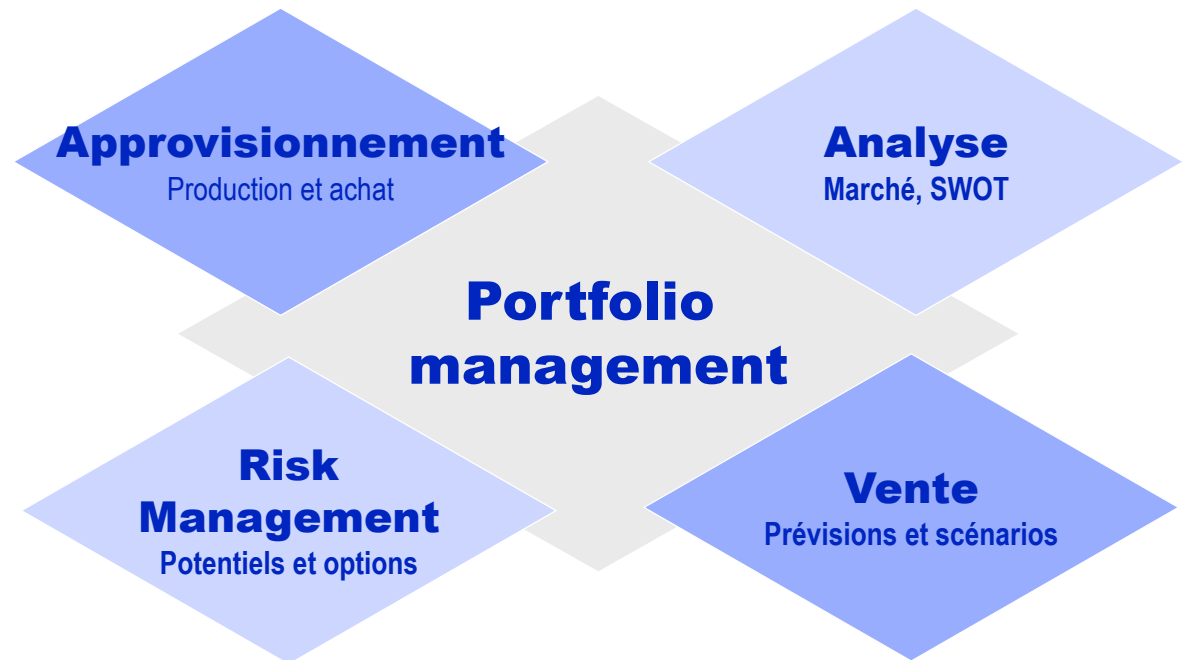 Approvisionnement
Production et achat
Analyse
Marché, SWOT
Portfolio
management
Risk
Management
Potentiels et options
Vente
Prévisions et scénarios